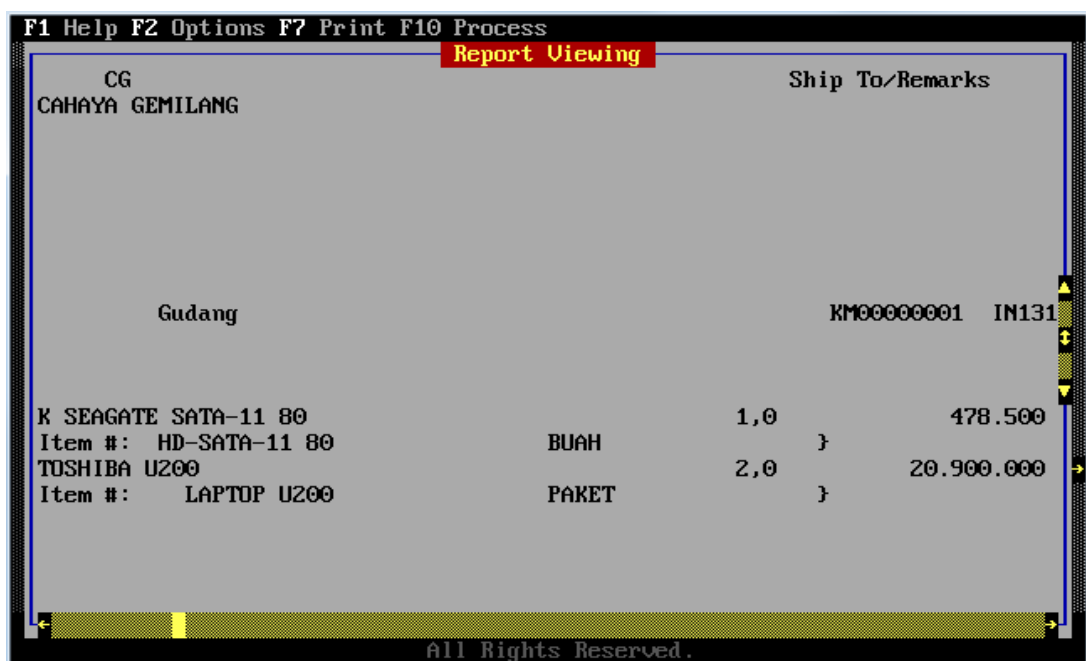 F1 Help F2 Options F7 Print F10 Process
Report Viewing
CG Ship To/Remarks
CAHAYA GEMILANG
Gudang KM00000001 IN131
K SEAGATE SATA-11 80 1,0 478.500
Item #: HD-SATA-11 80 BUAH }
TOSHIBA U200 2,0 20.900.000
Item #: LAPTOP U200 PAKET }
All Rights Reserved.